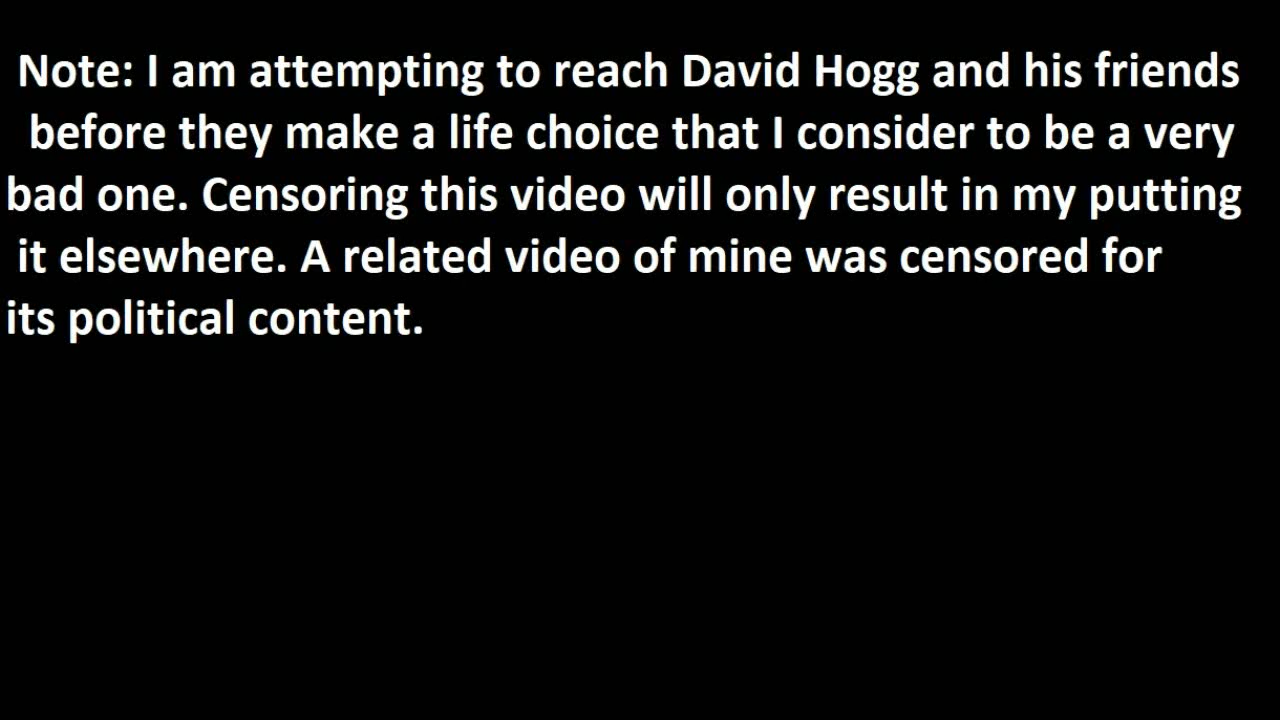 Note: I am attempting to reach David Hogg and his friends
before they make a life choice that I consider to be a very
bad one. Censoring this video will only result in my putting
it elsewhere. A related video of mine was censored for
its political content.